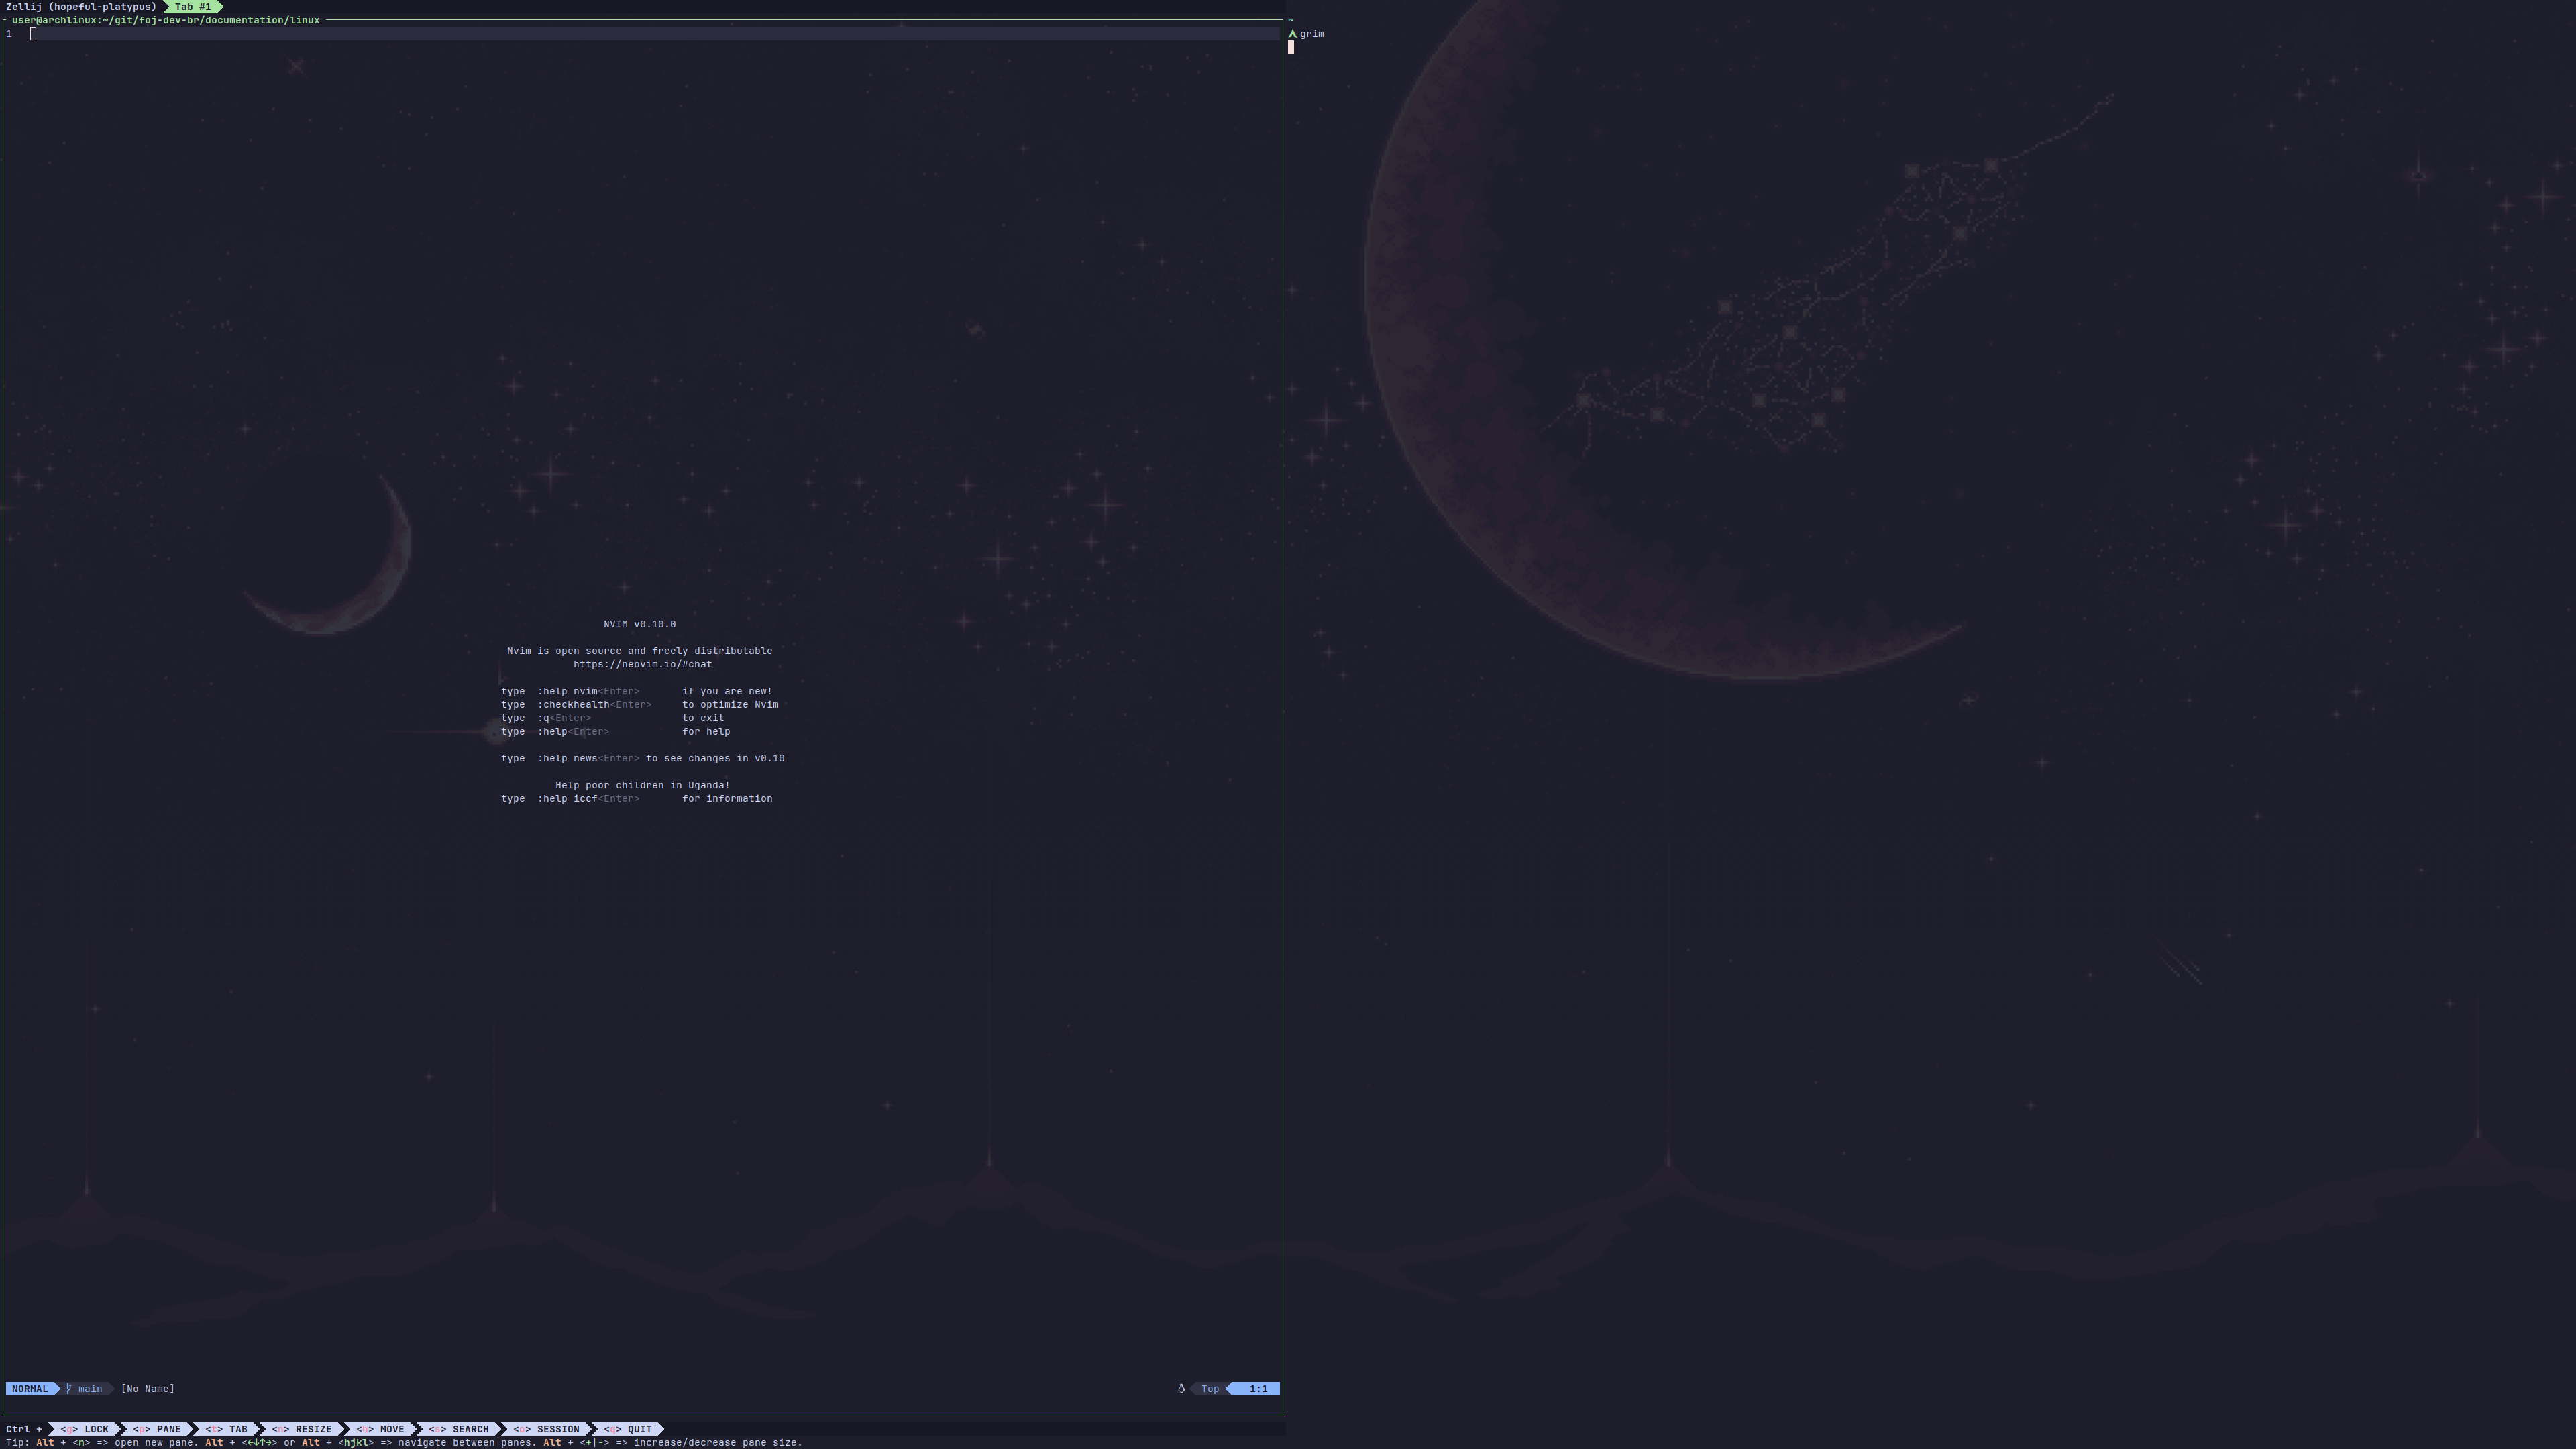 Zellij (hopeful-platypus) Tab #1
user@archlinux:~/git/foj-dev-br/documentation/linux
1
NVIM v0.10.0
Nvim is open source and freely distributable
https://neovim.io/#chat
type :help nvim<Enter> if you are new!
type :checkhealth<Enter> to optimize Nvim
type :q<Enter> to exit
type :help<Enter> for help
type :help news<Enter> to see changes in v0.10
Help poor children in Uganda!
type :help iccf<Enter> for information
NORMAL main [No Name] Top 1:1
Ctrl + <g> LOCK <p> PANE <t> TAB <n> RESIZE <h> MOVE <s> SEARCH <o> SESSION <q> QUIT
Tip: Alt + <n> => open new pane. Alt + <←↓↑→> or Alt + <hjkl> => navigate between panes. Alt + <+|-> => increase/decrease pane size.
~
grim